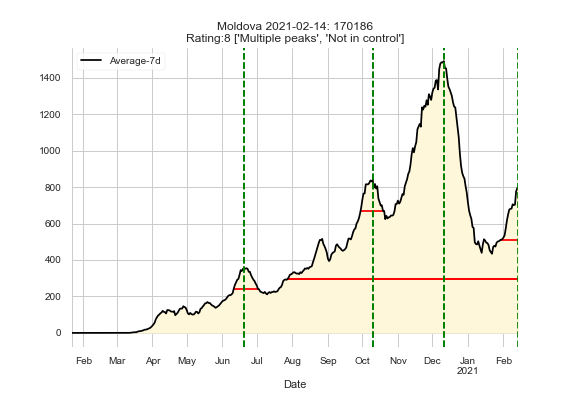 Moldova 2021-02-14: 170186
Rating:8 ['Multiple peaks', 'Not in control']
Average-7d
1400
1200
1000
800
600
400
200
0
Feb Mar Apr May Jun Jul Aug Sep Oct Nov Dec Jan Feb
2021
Date